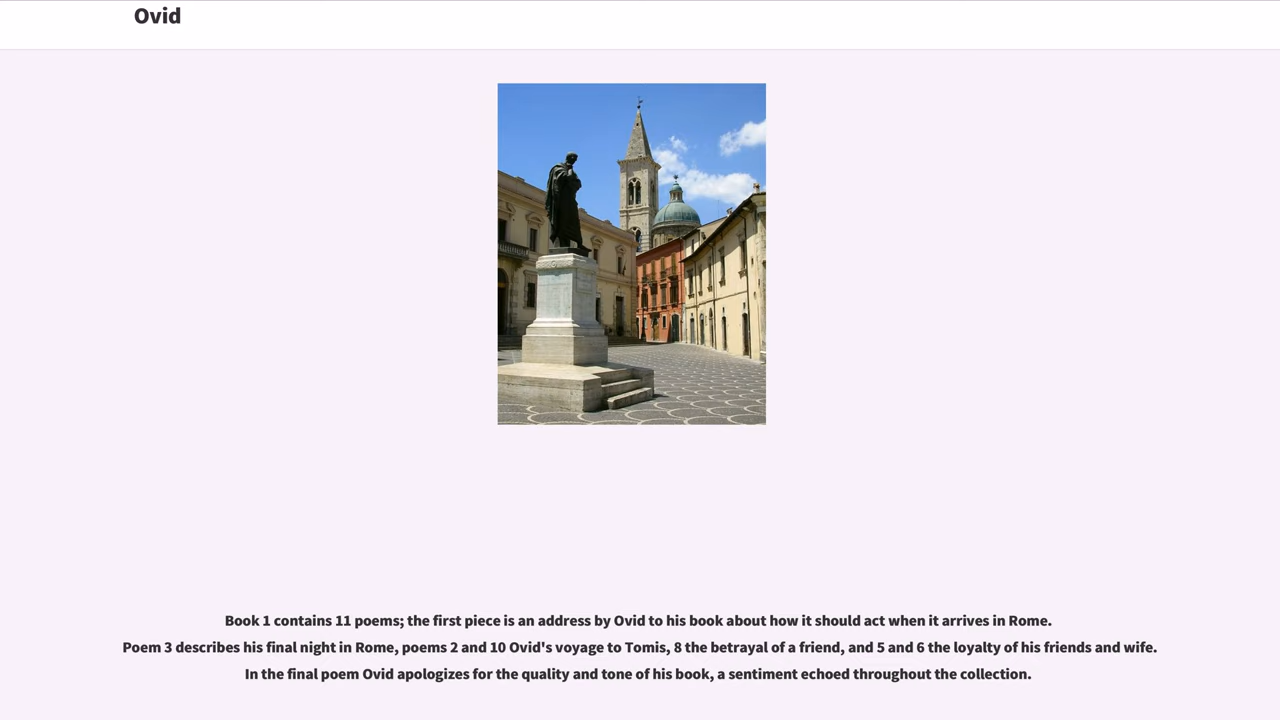 Ovid
Book 1 contains 11 poems; the first piece is an address by Ovid to his book about how it should act when it arrives in Rome.
Poem 3 describes his final night in Rome, poems 2 and 10 Ovid's voyage to Tomis, 8 the betrayal of a friend, and 5 and 6 the loyalty of his friends and wife.
In the final poem Ovid apologizes for the quality and tone of his book, a sentiment echoed throughout the collection.